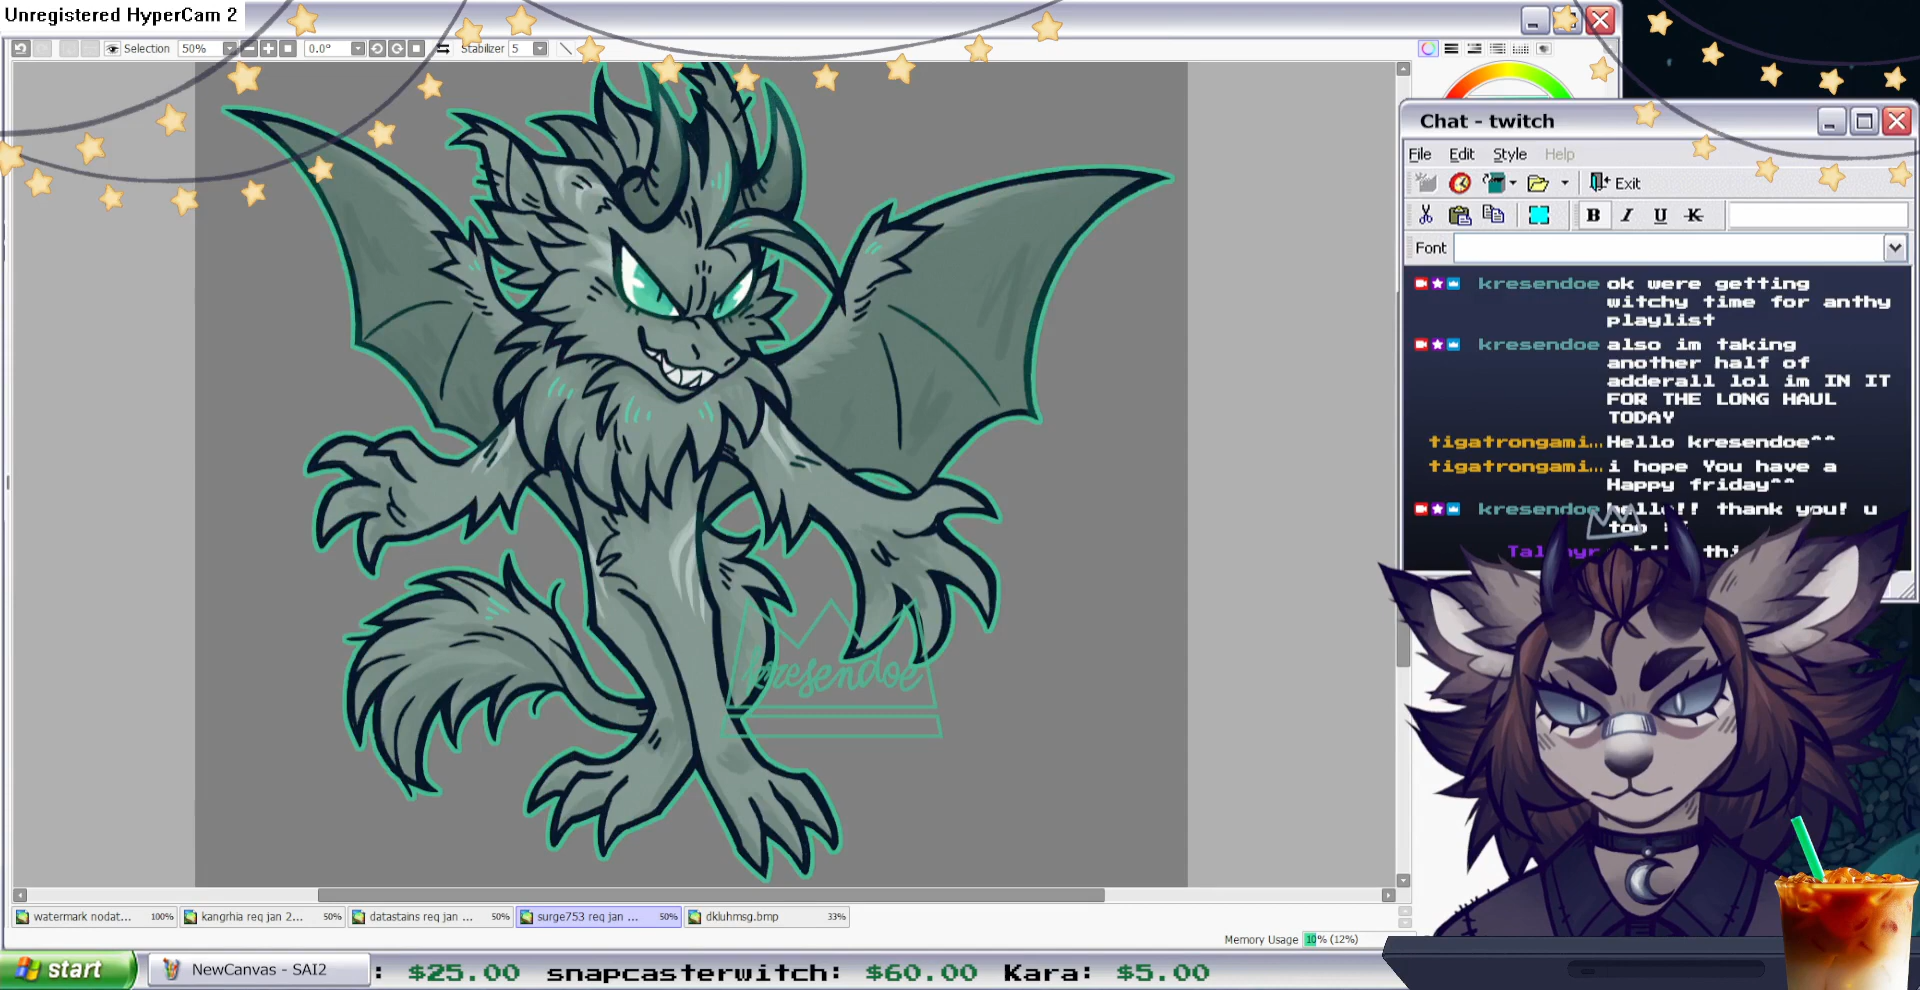 Unregistered HyperCam 2
Selection 50% 0.0° Stabilizer 5
Chat - twitch
File Edit Style Help
Exit
B I U K
Font
kresendoe ok were getting
witchy time for anthy
playlist
kresendoe also im taking
another half of
adderall lol im IN IT
FOR THE LONG HAUL
TODAY
tigatrongami... Hello kresendoe^^
tigatrongami... i hope You have a
Happy friday^^
kresendoe hello!! thank you! u
too
kresendoe
watermark nodat... 100% kangrhia req jan 2... 50% datastains req jan ... 50% surge753 req jan ... 50% dkluhmsg.bmp 33%
Memory Usage 10% (12%)
start NewCanvas - SAI2 : $25.00 snapcasterwitch: $60.00 Kara: $5.00